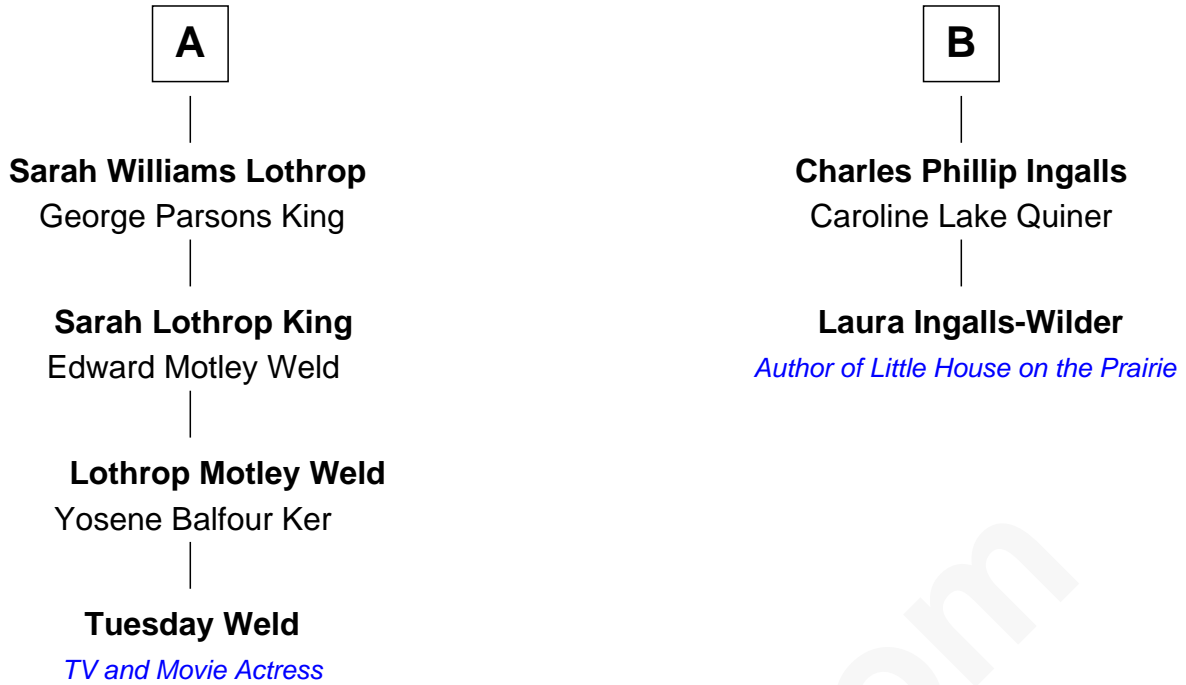 A
Sarah Williams Lothrop
George Parsons King
Sarah Lothrop King
Edward Motley Weld
Lothrop Motley Weld
Yosene Balfour Ker
Tuesday Weld
TV and Movie Actress
B
Charles Phillip Ingalls
Caroline Lake Quiner
Laura Ingalls-Wilder
Author of Little House on the Prairie
om